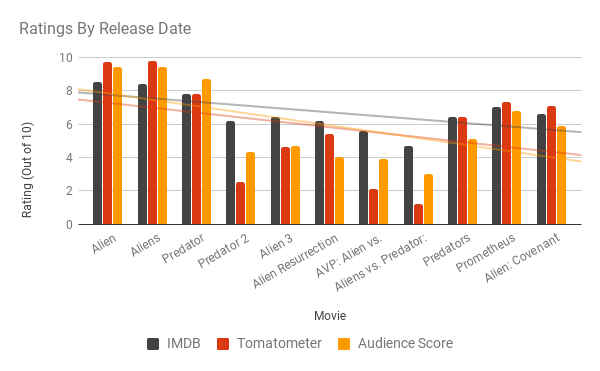 Ratings By Release Date
Rating (Out of 10)
10
8
6
4
2
0
Alien
Aliens
Predator
Predator 2
Alien 3
Alien Resurrection
AVP: Alien vs.
Aliens vs. Predator:
Predators
Prometheus
Alien: Covenant
Movie
IMDB Tomatometer Audience Score